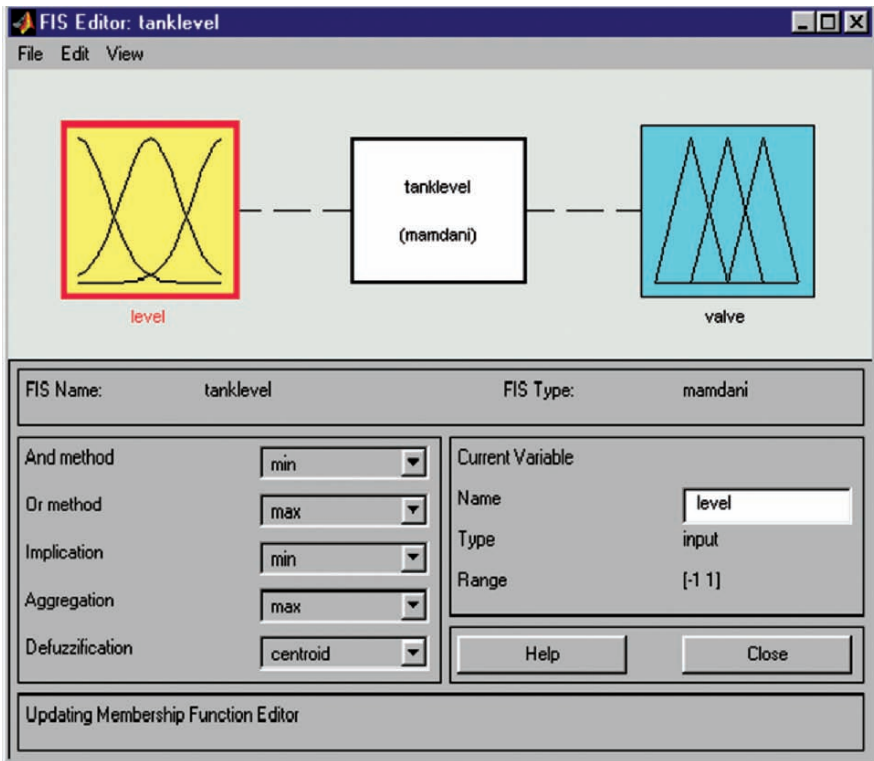 FIS Editor: tanklevel
File Edit View
tanklevel
(mamdani)
level
valve
FIS Name: tanklevel FIS Type: mamdani
And method min
Or method max
Implication min
Aggregation max
Defuzzification centroid
Current Variable
Name level
Type input
Range [-1 1]
Help Close
Updating Membership Function Editor